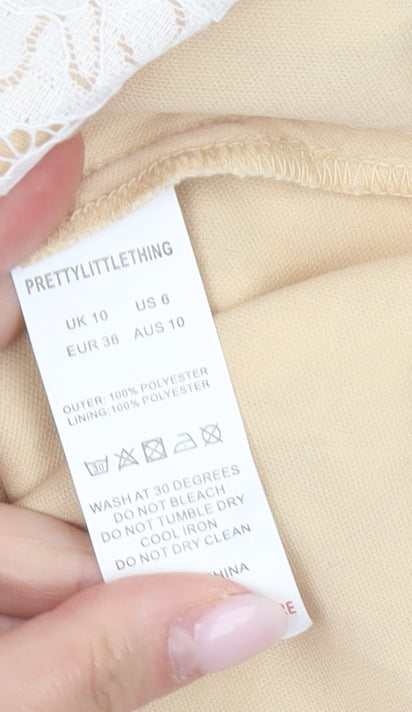 PRETTYLITTLETHING
UK 10 US 6
EUR 38 AUS 10
OUTER: 100% POLYESTER
LINING:100% POLYESTER
30
WASH AT 30 DEGREES
DO NOT BLEACH
DO NOT TUMBLE DRY
COOL IRON
DO NOT DRY CLEAN